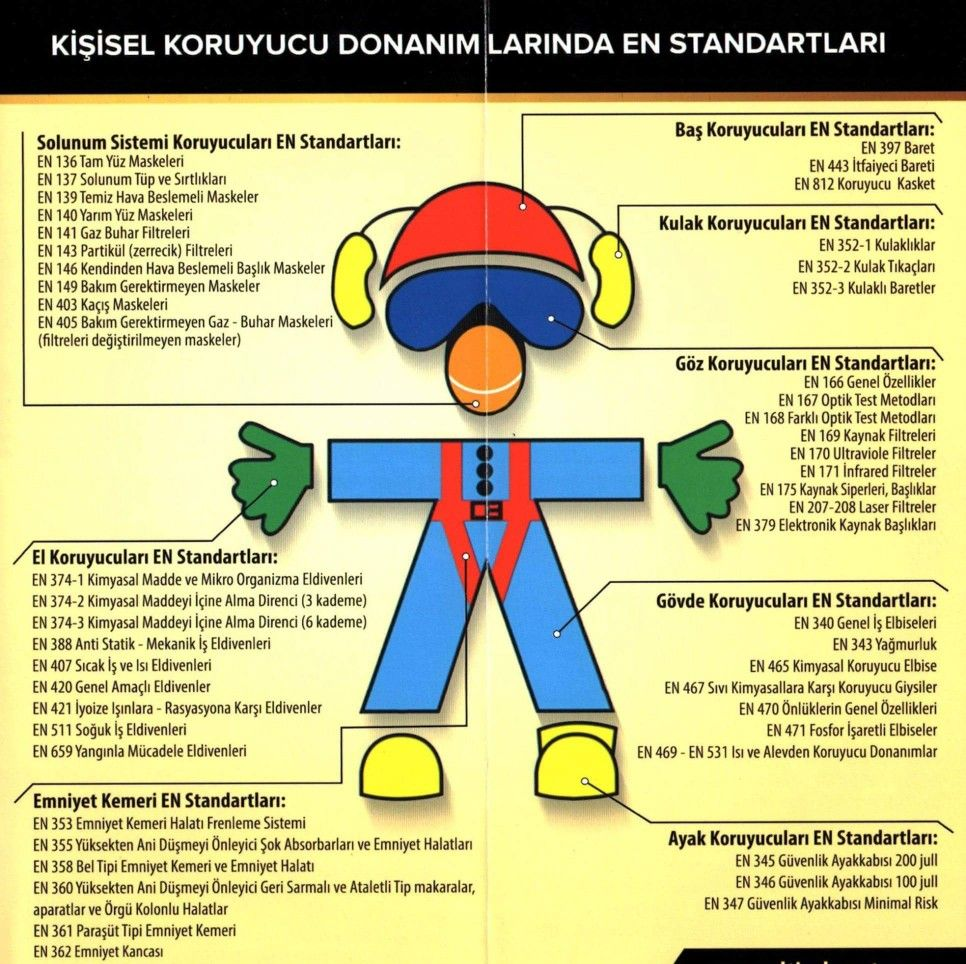 KİŞİSEL KORUYUCU DONANIMLARINDA EN STANDARTLARI
Solunum Sistemi Koruyucuları EN Standartları:
EN 136 Tam Yüz Maskeleri
EN 137 Solunum Tüp ve Sırtlıkları
EN 139 Temiz Hava Beslemeli Maskeler
EN 140 Yarım Yüz Maskeleri
EN 141 Gaz Buhar Filtreleri
EN 143 Partikül (zerrecik) Filtreleri
EN 146 Kendinden Hava Beslemeli Başlık Maskeler
EN 149 Bakım Gerektirmeyen Maskeler
EN 403 Kaçış Maskeleri
EN 405 Bakım Gerektirmeyen Gaz - Buhar Maskeleri
(filtreleri değiştirilmeyen maskeler)
Baş Koruyucuları EN Standartları:
EN 397 Baret
EN 443 İtfaiyeci Bareti
EN 812 Koruyucu Kasket
Kulak Koruyucuları EN Standartları:
EN 352-1 Kulaklıklar
EN 352-2 Kulak Tıkaçları
EN 352-3 Kulaklı Baretler
Göz Koruyucuları EN Standartları:
EN 166 Genel Özellikler
EN 167 Optik Test Metodları
EN 168 Farklı Optik Test Metodları
EN 169 Kaynak Filtreleri
EN 170 Ultraviole Filtreler
EN 171 İnfrared Filtreler
EN 175 Kaynak Siperleri, Başlıklar
EN 207-208 Laser Filtreler
EN 379 Elektronik Kaynak Başlıkları
El Koruyucuları EN Standartları:
EN 374-1 Kimyasal Madde ve Mikro Organizma Eldivenleri
EN 374-2 Kimyasal Maddeyi İçine Alma Direnci (3 kademe)
EN 374-3 Kimyasal Maddeyi İçine Alma Direnci (6 kademe)
EN 388 Anti Statik - Mekanik İş Eldivenleri
EN 407 Sıcak İş ve Isı Eldivenleri
EN 420 Genel Amaçlı Eldivenler
EN 421 İyoize Işınlara - Rasyasyona Karşı Eldivenler
EN 511 Soğuk İş Eldivenleri
EN 659 Yangınla Mücadele Eldivenleri
Gövde Koruyucuları EN Standartları:
EN 340 Genel İş Elbiseleri
EN 343 Yağmurluk
EN 465 Kimyasal Koruyucu Elbise
EN 467 Sıvı Kimyasallara Karşı Koruyucu Giysiler
EN 470 Önlüklerin Genel Özellikleri
EN 471 Fosfor İşaretli Elbiseler
EN 469 - EN 531 Isı ve Alevden Koruyucu Donanımlar
Emniyet Kemeri EN Standartları:
EN 353 Emniyet Kemeri Halatı Frenleme Sistemi
EN 355 Yüksekten Ani Düşmeyi Önleyici Şok Absorbarları ve Emniyet Halatları
EN 358 Bel Tipi Emniyet Kemeri ve Emniyet Halatı
EN 360 Yüksekten Ani Düşmeyi Önleyici Geri Sarmalı ve Ataletli Tip makaralar,
aparatlar ve Örgü Kolonlu Halatlar
EN 361 Paraşüt Tipi Emniyet Kemeri
EN 362 Emniyet Kancası
Ayak Koruyucuları EN Standartları:
EN 345 Güvenlik Ayakkabısı 200 jull
EN 346 Güvenlik Ayakkabısı 100 jull
EN 347 Güvenlik Ayakkabısı Minimal Risk